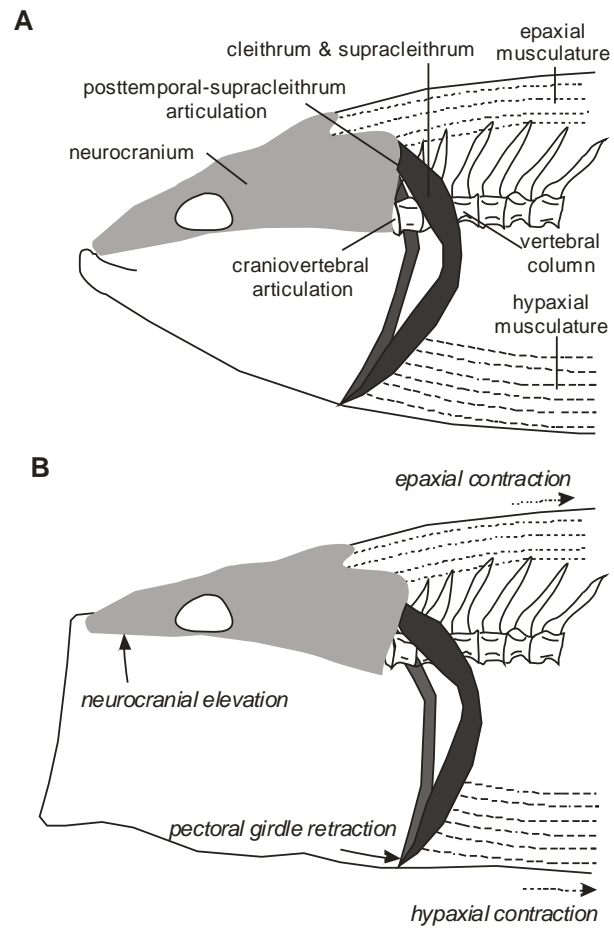 A
epaxial
musculature
cleithrum & supracleithrum
posttemporal-supracleithrum
articulation
neurocranium
craniovertebral
articulation
vertebral
column
hypaxial
musculature
B
epaxial contraction
neurocranial elevation
pectoral girdle retraction
hypaxial contraction